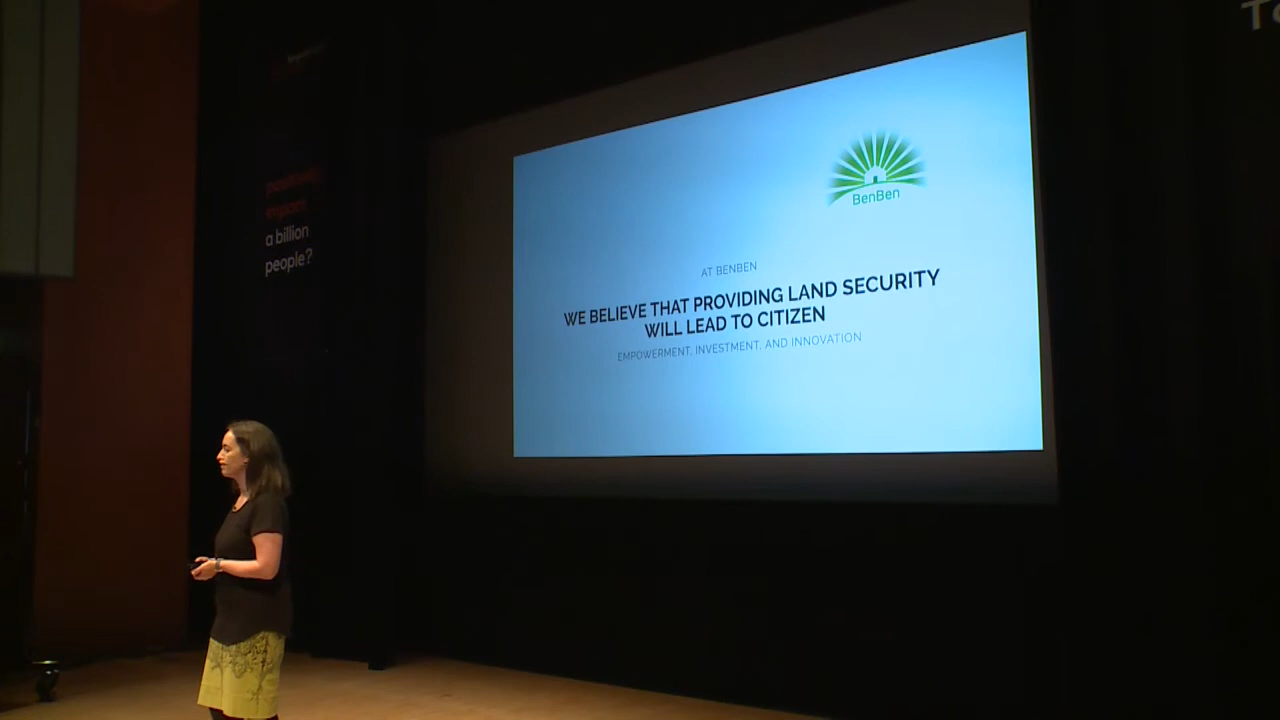 impact
a billion
people?
BenBen
AT BENBEN
WE BELIEVE THAT PROVIDING LAND SECURITY
WILL LEAD TO CITIZEN
EMPOWERMENT, INVESTMENT, AND INNOVATION